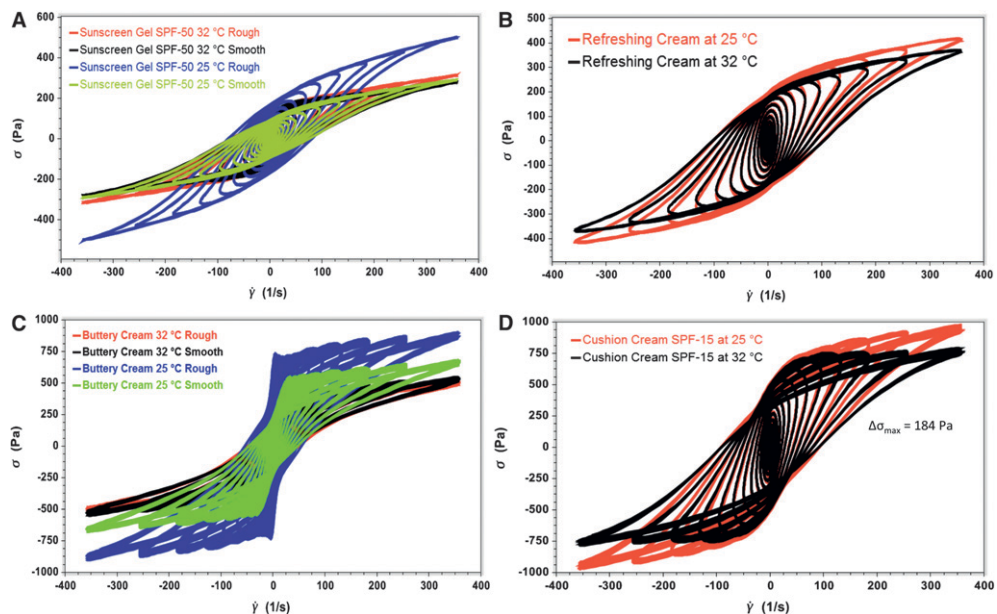 A
Sunscreen Gel SPF-50 32 °C Rough
Sunscreen Gel SPF-50 32 °C Smooth
Sunscreen Gel SPF-50 25 °C Rough
Sunscreen Gel SPF-50 25 °C Smooth
600
400
200
0
-200
-400
σ (Pa)
-400 -300 -200 -100 0 100 200 300 400
γ̇ (1/s)
B
Refreshing Cream at 25 °C
Refreshing Cream at 32 °C
500
400
300
200
100
0
-100
-200
-300
-400
σ (Pa)
-400 -300 -200 -100 0 100 200 300 400
γ̇ (1/s)
C
Buttery Cream 32 °C Rough
Buttery Cream 32 °C Smooth
Buttery Cream 25 °C Rough
Buttery Cream 25 °C Smooth
1000
750
500
250
0
-250
-500
-750
-1000
σ (Pa)
-400 -300 -200 -100 0 100 200 300 400
γ̇ (1/s)
D
Cushion Cream SPF-15 at 25 °C
Cushion Cream SPF-15 at 32 °C
Δσmax = 184 Pa
1000
750
500
250
0
-250
-500
-750
-1000
σ (Pa)
-400 -300 -200 -100 0 100 200 300 400
γ̇ (1/s)